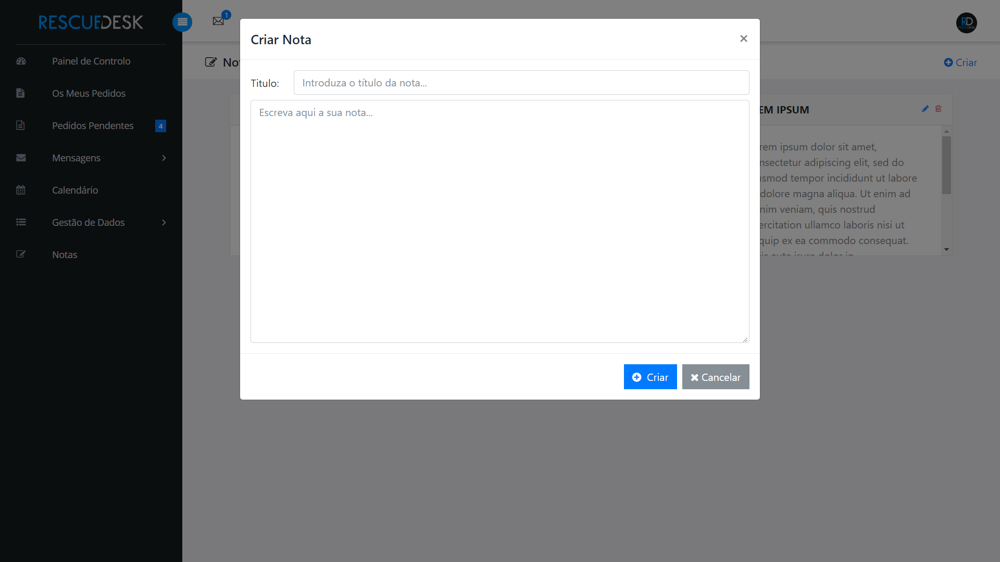 RESCUEDESK
Painel de Controlo
Os Meus Pedidos
Pedidos Pendentes 4
Mensagens
Calendário
Gestão de Dados
Notas
1
RD
Criar
Criar Nota
×
Titulo: Introduza o título da nota...
Escreva aqui a sua nota...
Criar Cancelar
EM IPSUM
rem ipsum dolor sit amet,
nsectetur adipiscing elit, sed do
usmod tempor incididunt ut labore
dolore magna aliqua. Ut enim ad
nim veniam, quis nostrud
ercitation ullamco laboris nisi ut
quip ex ea commodo consequat.